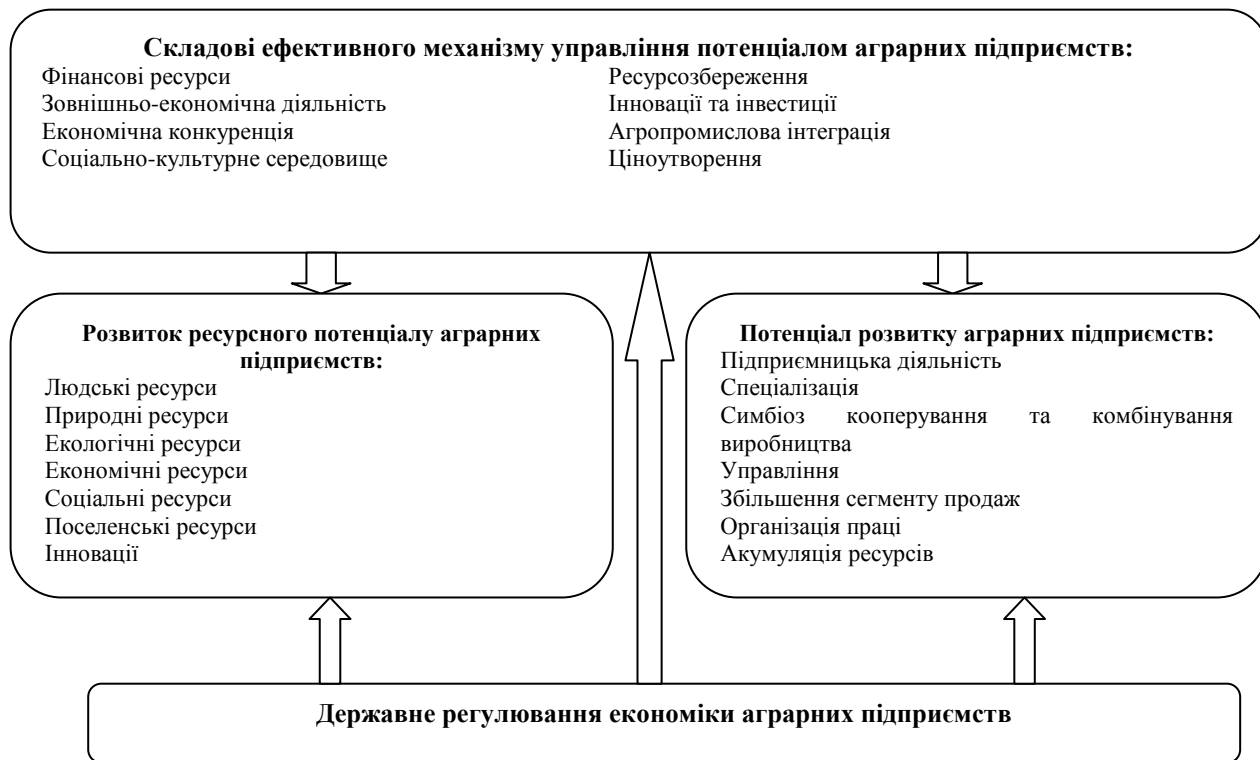 Складові ефективного механізму управління потенціалом аграрних підприємств:
Фінансові ресурси
Зовнішньо-економічна діяльність
Економічна конкуренція
Соціально-культурне середовище
Ресурсозбереження
Інновації та інвестиції
Агропромислова інтеграція
Ціноутворення
Розвиток ресурсного потенціалу аграрних
підприємств:
Людські ресурси
Природні ресурси
Екологічні ресурси
Економічні ресурси
Соціальні ресурси
Поселенські ресурси
Інновації
Потенціал розвитку аграрних підприємств:
Підприємницька діяльність
Спеціалізація
Симбіоз кооперування та комбінування
виробництва
Управління
Збільшення сегменту продаж
Організація праці
Акумуляція ресурсів
Державне регулювання економіки аграрних підприємств